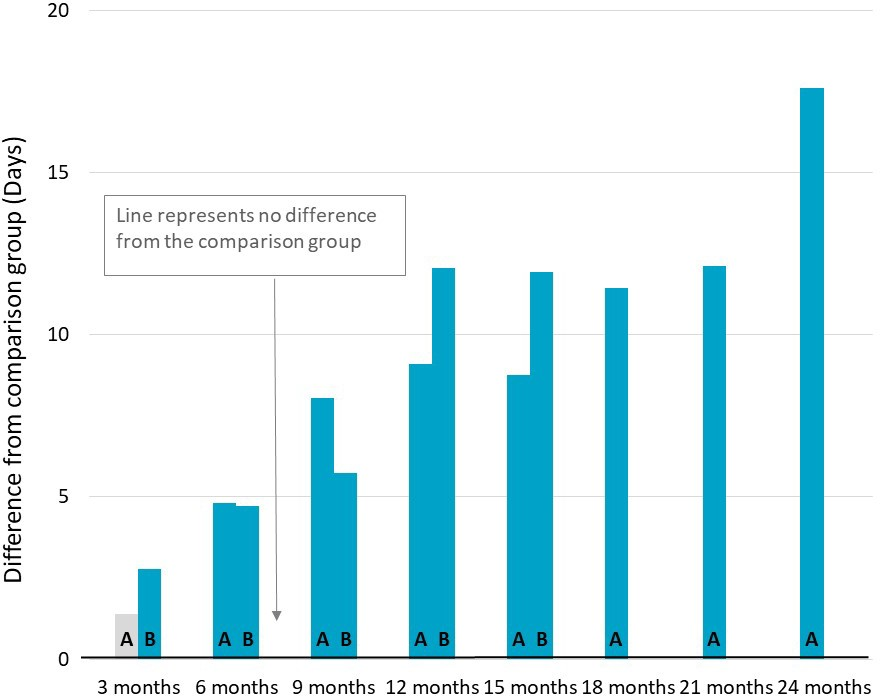 20
15
10
5
0
Difference from comparison group (Days)
Line represents no difference
from the comparison group
A B A B A B A B A B A A A
3 months 6 months 9 months 12 months 15 months 18 months 21 months 24 months